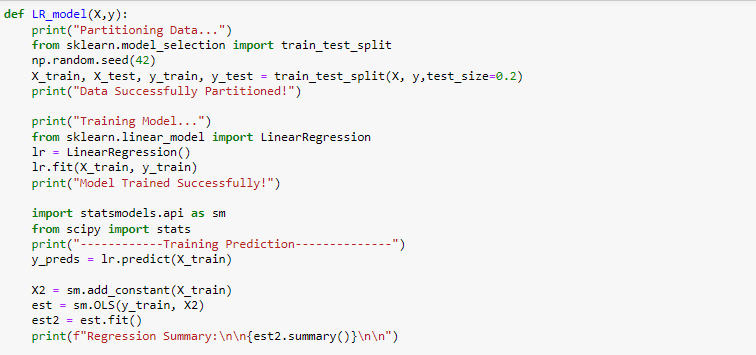 def LR_model(X,y):
    print("Partitioning Data...")
    from sklearn.model_selection import train_test_split
    np.random.seed(42)
    X_train, X_test, y_train, y_test = train_test_split(X, y,test_size=0.2)
    print("Data Successfully Partitioned!")
    print("Training Model...")
    from sklearn.linear_model import LinearRegression
    lr = LinearRegression()
    lr.fit(X_train, y_train)
    print("Model Trained Successfully!")
    import statsmodels.api as sm
    from scipy import stats
    print("------------Training Prediction--------------")
    y_preds = lr.predict(X_train)
    X2 = sm.add_constant(X_train)
    est = sm.OLS(y_train, X2)
    est2 = est.fit()
    print(f"Regression Summary:\n\n{est2.summary()}\n\n")